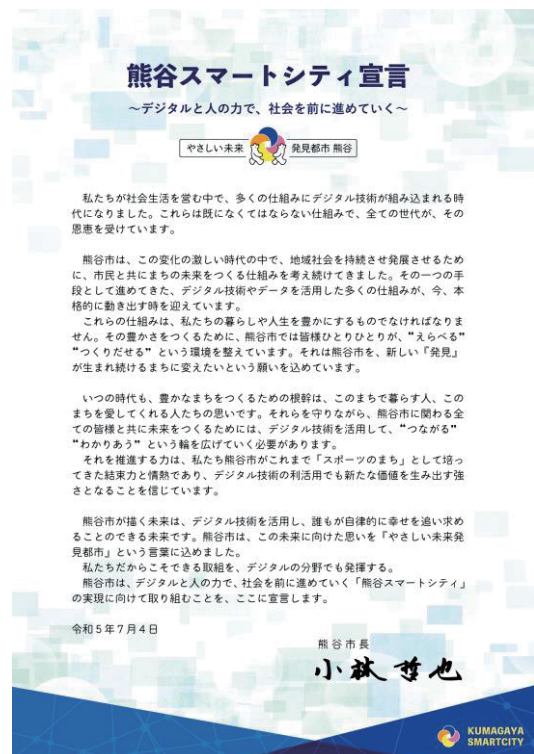 熊谷スマートシティ宣言
～デジタルと人の力で、社会を前に進めていく～
やさしい未来 発見都市 熊谷
私たちが社会生活を営む中で、多くの仕組みにデジタル技術が組み込まれる時
代になりました。これらは既になくてはならない仕組みで、全ての世代が、その
恩恵を受けています。
熊谷市は、この変化の激しい時代の中で、地域社会を持続させ発展させるため
に、市民と共にまちの未来をつくる仕組みを考え続けてきました。その一つの手
段として進めてきた、デジタル技術やデータを活用した多くの仕組みが、今、本
格的に動き出す時を迎えています。
これらの仕組みは、私たちの暮らしや人生を豊かにするものでなければなりま
せん。その豊かさをつくるために、熊谷市では皆様ひとりひとりが、“えらべる”
“つくりだせる” という環境を整えています。それは熊谷市を、新しい『発見』
が生まれ続けるまちに変えたいという願いを込めています。
いつの時代も、豊かなまちをつくるための根幹は、このまちで暮らす人、この
まちを愛してくれる人たちの思いです。それらを守りながら、熊谷市に関わる全
ての皆様と共に未来をつくるためには、デジタル技術を活用して、“つながる”
“わかりあう” という輪を広げていく必要があります。
それを推進する力は、私たち熊谷市がこれまで「スポーツのまち」として培っ
てきた結束力と情熱であり、デジタル技術の利活用でも新たな価値を生み出す強
さとなることを信じています。
熊谷市が描く未来は、デジタル技術を活用し、誰もが自律的に幸せを追い求め
ることのできる未来です。熊谷市は、この未来に向けた思いを『やさしい未来発
見都市』という言葉に込めました。
私たちだからこそできる取組を、デジタルの分野でも発揮する。
熊谷市は、デジタルと人の力で、社会を前に進めていく「熊谷スマートシティ」
の実現に向けて取り組むことを、ここに宣言します。
令和５年７月４日
熊谷市長
小林 哲也
KUMAGAYA
SMARTCITY